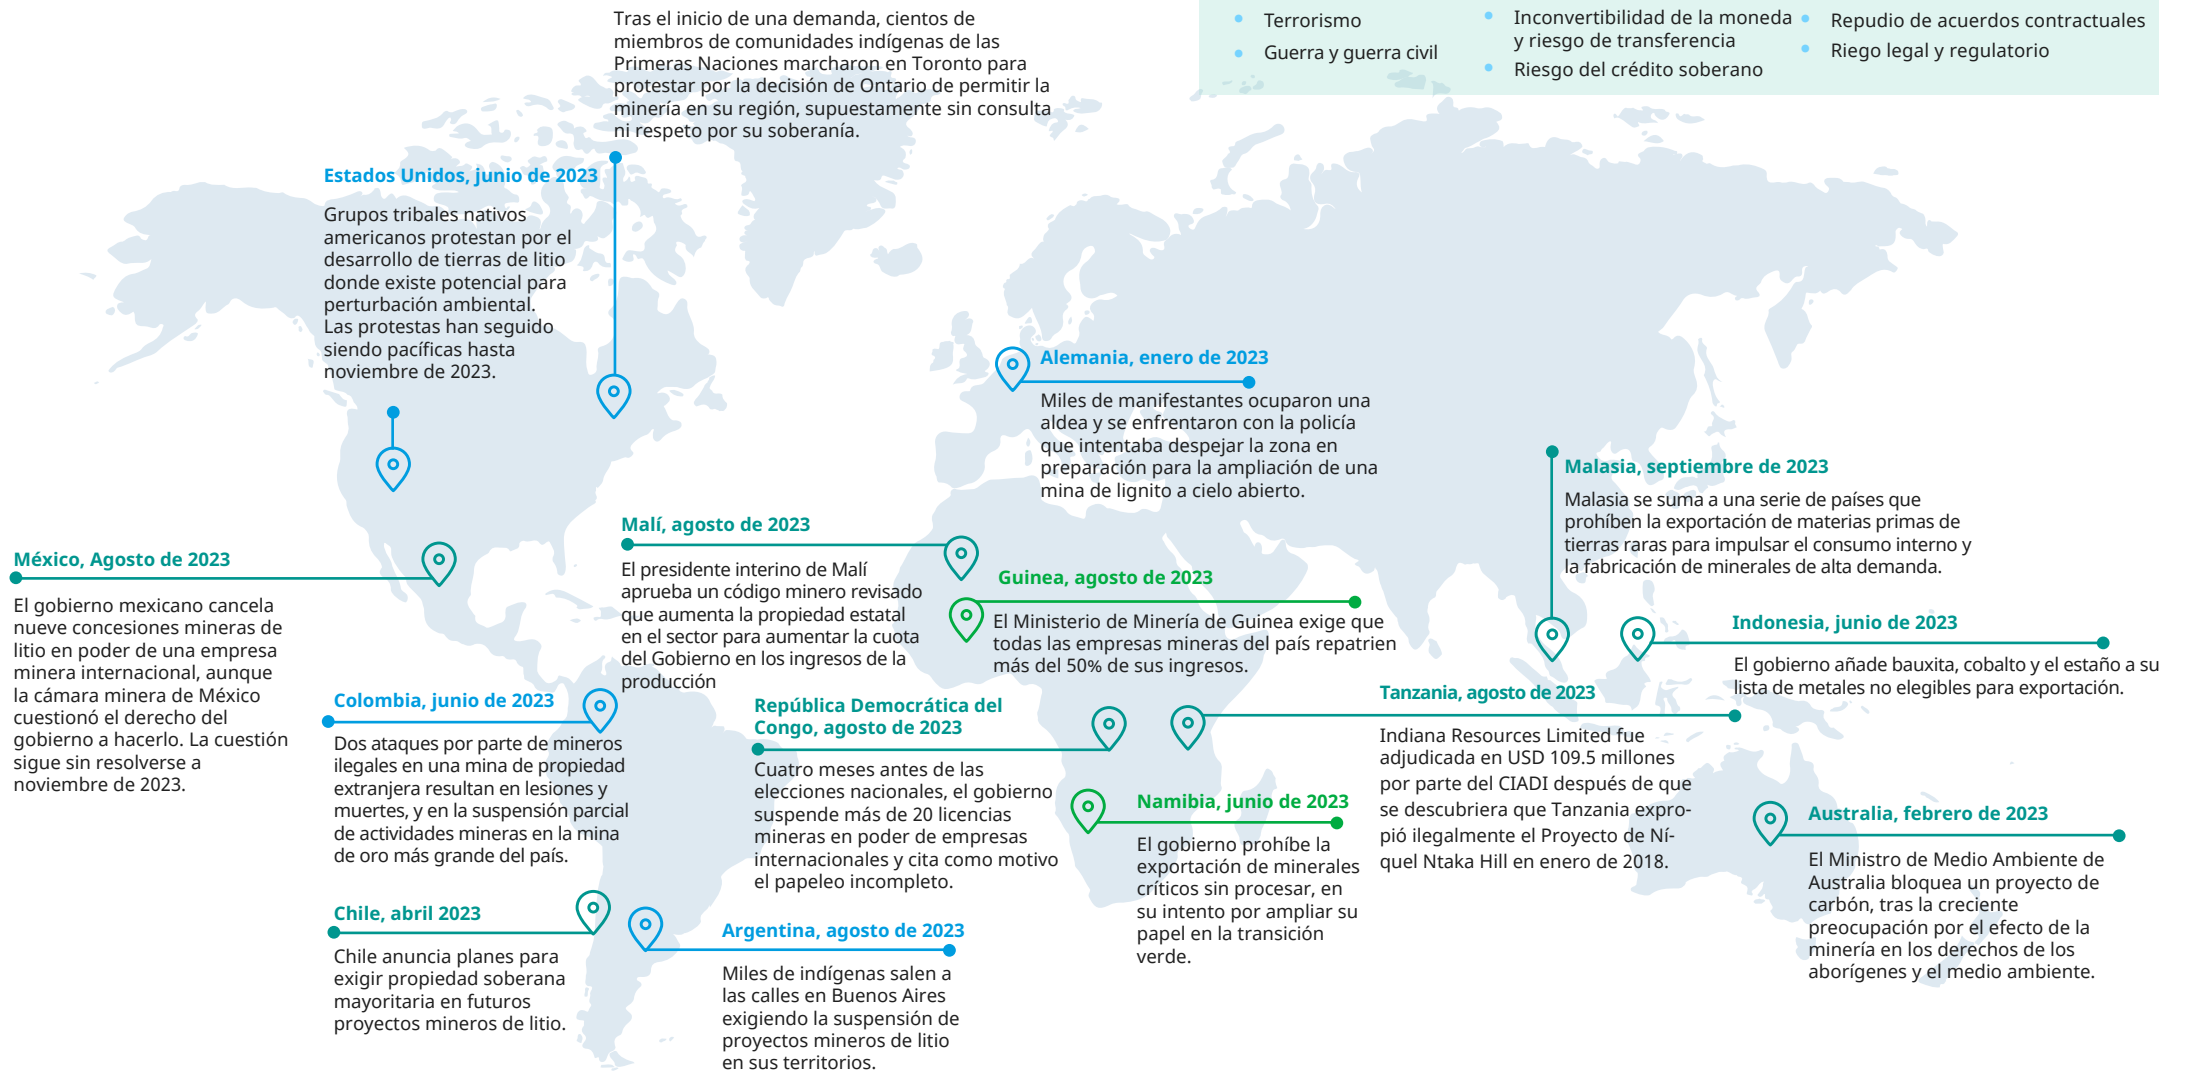 Tras el inicio de una demanda, cientos de
miembros de comunidades indígenas de las
Primeras Naciones marcharon en Toronto para
protestar por la decisión de Ontario de permitir la
minería en su región, supuestamente sin consulta
ni respeto por su soberanía.
Terrorismo
Guerra y guerra civil
Inconvertibilidad de la moneda
y riesgo de transferencia
Riesgo del crédito soberano
Repudio de acuerdos contractuales
Riego legal y regulatorio
Estados Unidos, junio de 2023
Grupos tribales nativos
americanos protestan por el
desarrollo de tierras de litio
donde existe potencial para
perturbación ambiental.
Las protestas han seguido
siendo pacíficas hasta
noviembre de 2023.
Alemania, enero de 2023
Miles de manifestantes ocuparon una
aldea y se enfrentaron con la policía
que intentaba despejar la zona en
preparación para la ampliación de una
mina de lignito a cielo abierto.
Malasia, septiembre de 2023
Malasia se suma a una serie de países que
prohíben la exportación de materias primas de
tierras raras para impulsar el consumo interno y
la fabricación de minerales de alta demanda.
México, Agosto de 2023
El gobierno mexicano cancela
nueve concesiones mineras de
litio en poder de una empresa
minera internacional, aunque
la cámara minera de México
cuestionó el derecho del
gobierno a hacerlo. La cuestión
sigue sin resolverse a
noviembre de 2023.
Malí, agosto de 2023
El presidente interino de Malí
aprueba un código minero revisado
que aumenta la propiedad estatal
en el sector para aumentar la cuota
del Gobierno en los ingresos de la
producción
Guinea, agosto de 2023
El Ministerio de Minería de Guinea exige que
todas las empresas mineras del país repatrien
más del 50% de sus ingresos.
Indonesia, junio de 2023
El gobierno añade bauxita, cobalto y el estaño a su
lista de metales no elegibles para exportación.
Colombia, junio de 2023
Dos ataques por parte de mineros
ilegales en una mina de propiedad
extranjera resultan en lesiones y
muertes, y en la suspensión parcial
de actividades mineras en la mina
de oro más grande del país.
República Democrática del
Congo, agosto de 2023
Cuatro meses antes de las
elecciones nacionales, el gobierno
suspende más de 20 licencias
mineras en poder de empresas
internacionales y cita como motivo
el papeleo incompleto.
Tanzania, agosto de 2023
Indiana Resources Limited fue
adjudicada en USD 109.5 millones
por parte del CIADI después de que
se descubriera que Tanzania expro-
pió ilegalmente el Proyecto de Ní-
quel Ntaka Hill en enero de 2018.
Namibia, junio de 2023
El gobierno prohíbe la
exportación de minerales
críticos sin procesar, en
su intento por ampliar su
papel en la transición
verde.
Australia, febrero de 2023
El Ministro de Medio Ambiente de
Australia bloquea un proyecto de
carbón, tras la creciente
preocupación por el efecto de la
minería en los derechos de los
aborígenes y el medio ambiente.
Chile, abril 2023
Chile anuncia planes para
exigir propiedad soberana
mayoritaria en futuros
proyectos mineros de litio.
Argentina, agosto de 2023
Miles de indígenas salen a
las calles en Buenos Aires
exigiendo la suspensión de
proyectos mineros de litio
en sus territorios.